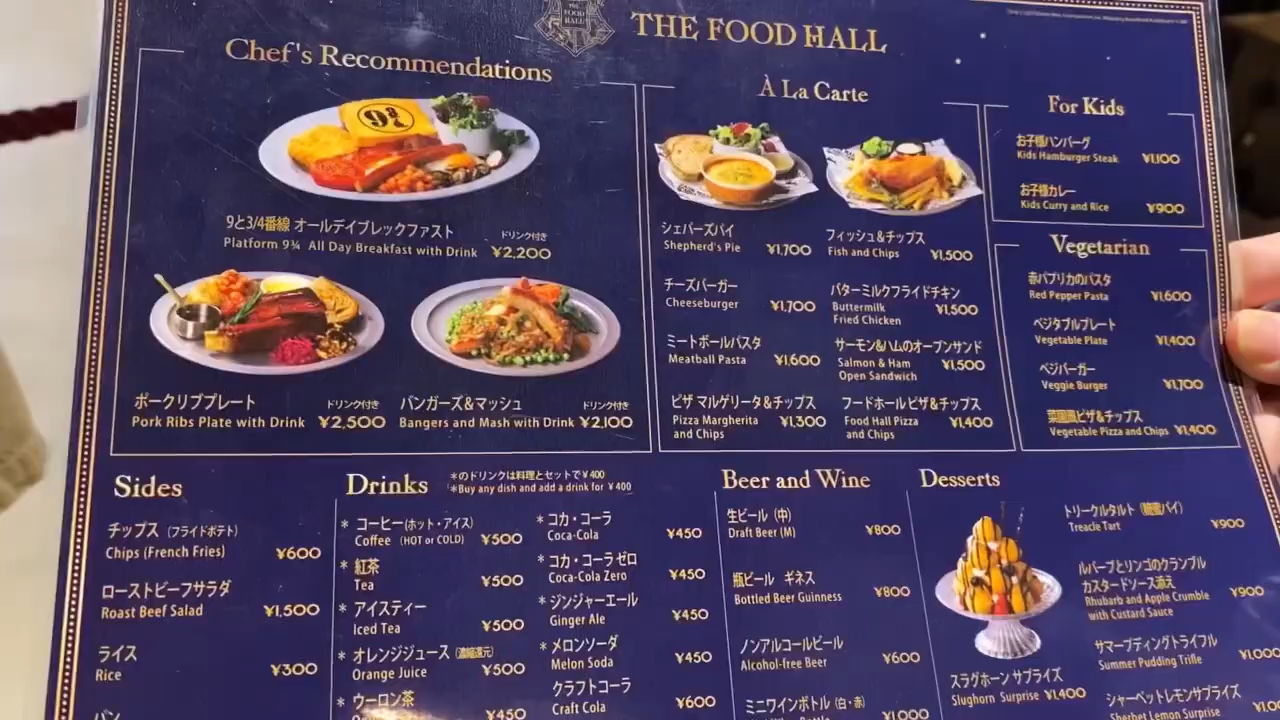 THE FOOD HALL
THE FOOD HALL
Chef's Recommendations
9¾
9と3/4番線 オールデイブレックファスト ドリンク付き
Platform 9¾ All Day Breakfast with Drink ¥2,200
ポークリブプレート ドリンク付き
Pork Ribs Plate with Drink ¥2,500
バンガーズ&マッシュ ドリンク付き
Bangers and Mash with Drink ¥2,100
À La Carte
シェパーズパイ
Shepherd's Pie ¥1,700
フィッシュ&チップス
Fish and Chips ¥1,500
チーズバーガー
Cheeseburger ¥1,700
バターミルクフライドチキン
Buttermilk
Fried Chicken ¥1,500
ミートボールパスタ
Meatball Pasta ¥1,600
サーモン&ハムのオープンサンド
Salmon & Ham
Open Sandwich ¥1,500
ピザ マルゲリータ&チップス
Pizza Margherita
and Chips ¥1,300
フードホール ピザ&チップス
Food Hall Pizza
and Chips ¥1,400
For Kids
お子様ハンバーグ
Kids Hamburger Steak ¥1,100
お子様カレー
Kids Curry and Rice ¥900
Vegetarian
赤パプリカのパスタ
Red Pepper Pasta ¥1,600
ベジタブルプレート
Vegetable Plate ¥1,400
ベジバーガー
Veggie Burger ¥1,700
菜園風ピザ&チップス
Vegetable Pizza and Chips ¥1,400
Sides
チップス (フライドポテト)
Chips (French Fries) ¥600
ローストビーフサラダ
Roast Beef Salad ¥1,500
ライス
Rice ¥300
パン
Drinks
*のドリンクは料理とセットで¥400
*Buy any dish and add a drink for ¥400
* コーヒー(ホット・アイス)
Coffee (HOT or COLD) ¥500
* 紅茶
Tea ¥500
* アイスティー
Iced Tea ¥500
* オレンジジュース (濃縮還元)
Orange Juice ¥500
* ウーロン茶
¥450
* コカ・コーラ
Coca-Cola ¥450
* コカ・コーラ ゼロ
Coca-Cola Zero ¥450
* ジンジャーエール
Ginger Ale ¥450
* メロンソーダ
Melon Soda ¥450
クラフトコーラ
Craft Cola ¥600
Beer and Wine
生ビール (中)
Draft Beer (M) ¥800
瓶ビール ギネス
Bottled Beer Guinness ¥800
ノンアルコールビール
Alcohol-free Beer ¥600
ミニワインボトル (白・赤)
¥1,000
Desserts
スラグホーン サプライズ
Slughorn Surprise ¥1,400
トリークルタルト (糖蜜パイ)
Treacle Tart ¥900
ルバーブとリンゴのクランブル
カスタードソース添え
Rhubarb and Apple Crumble
with Custard Sauce ¥900
サマープディングトライフル
Summer Pudding Trifle ¥1,000
シャーベットレモンサプライズ
Sherbet Lemon Surprise